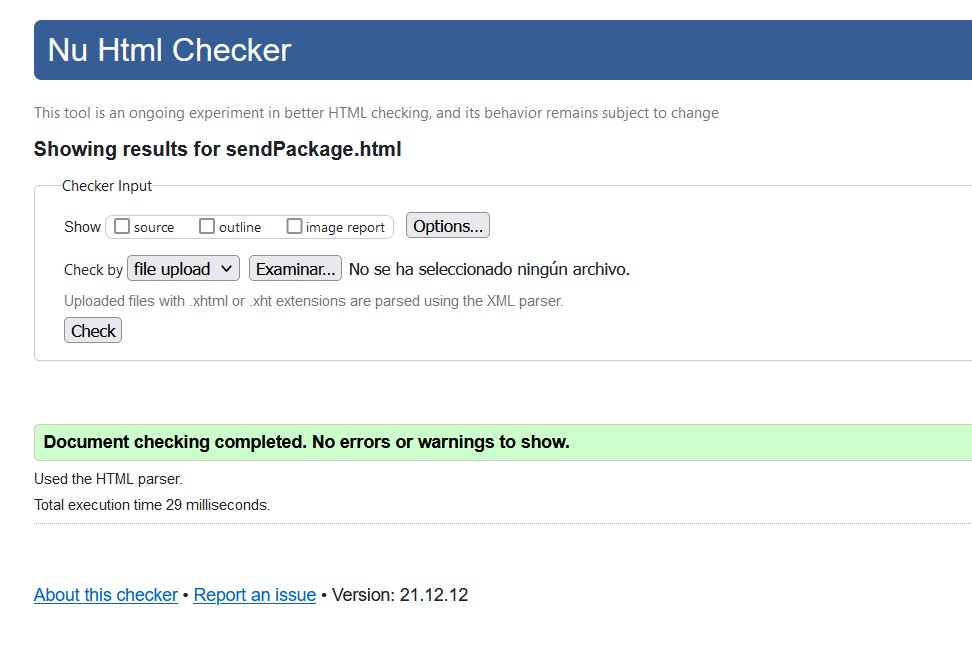 Nu Html Checker
This tool is an ongoing experiment in better HTML checking, and its behavior remains subject to change
Showing results for sendPackage.html
Checker Input
Show source outline image report Options...
Check by file upload Examinar... No se ha seleccionado ningún archivo.
Uploaded files with .xhtml or .xht extensions are parsed using the XML parser.
Check
Document checking completed. No errors or warnings to show.
Used the HTML parser.
Total execution time 29 milliseconds.
About this checker • Report an issue • Version: 21.12.12